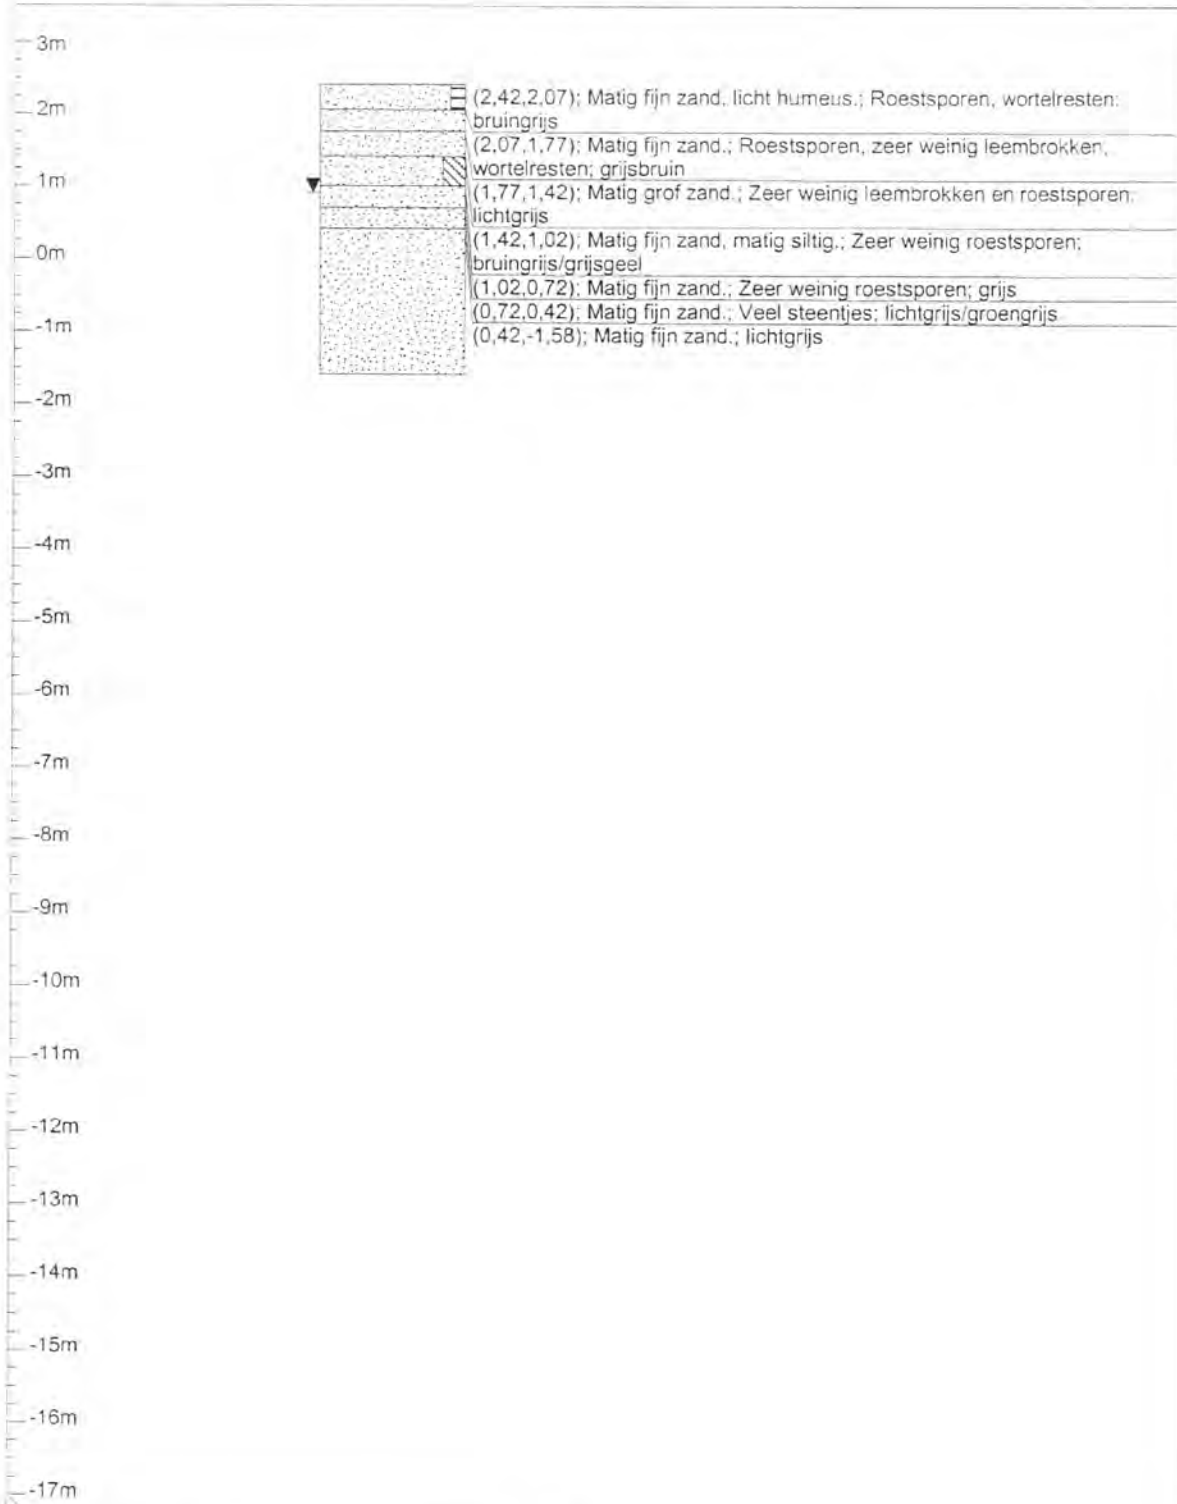 3m
2m
1m
0m
-1m
-2m
-3m
-4m
-5m
-6m
-7m
-8m
-9m
-10m
-11m
-12m
-13m
-14m
-15m
-16m
-17m
(2,42,2,07); Matig fijn zand, licht humeus.; Roestsporen, wortelresten;
bruingrijs
(2,07,1,77); Matig fijn zand.; Roestsporen, zeer weinig leembrokken,
wortelresten; grijsbruin
(1,77,1,42); Matig grof zand.; Zeer weinig leembrokken en roestsporen;
lichtgrijs
(1,42,1,02); Matig fijn zand, matig siltig.; Zeer weinig roestsporen;
bruingrijs/grijsgeel
(1,02,0,72); Matig fijn zand.; Zeer weinig roestsporen; grijs
(0,72,0,42); Matig fijn zand.; Veel steentjes; lichtgrijs/groengrijs
(0,42,-1,58); Matig fijn zand.; lichtgrijs